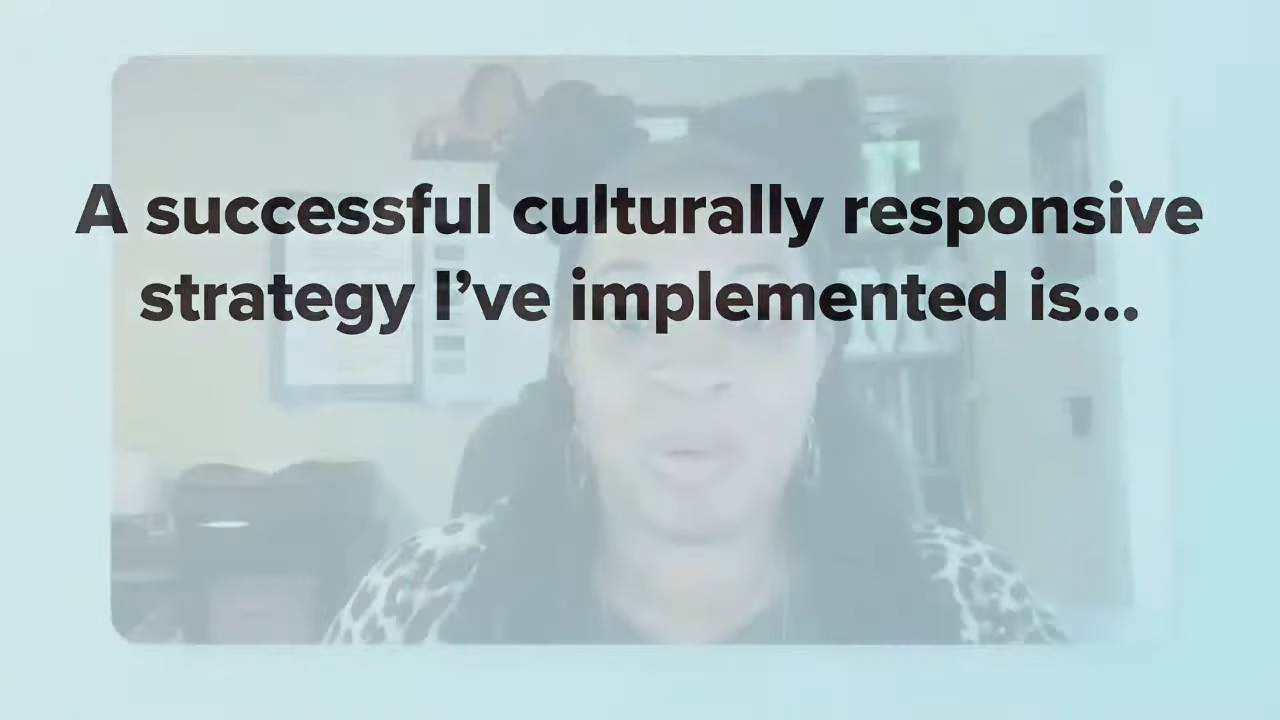 A successful culturally responsive
strategy I’ve implemented is...